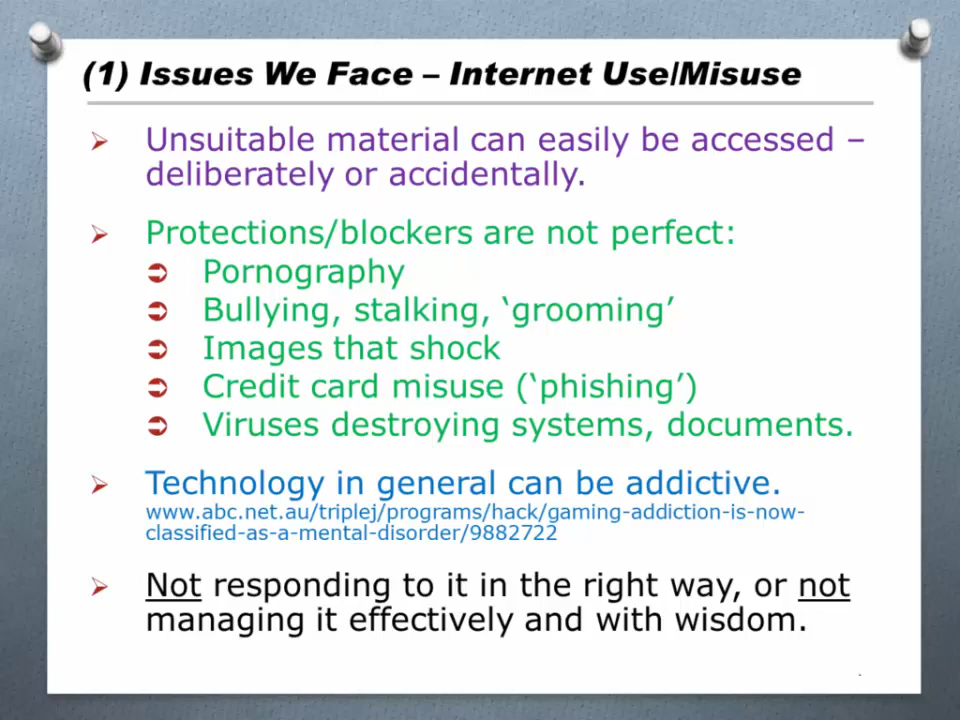 (1) Issues We Face – Internet Use/Misuse
Unsuitable material can easily be accessed –
deliberately or accidentally.
Protections/blockers are not perfect:
Pornography
Bullying, stalking, ‘grooming’
Images that shock
Credit card misuse (‘phishing’)
Viruses destroying systems, documents.
Technology in general can be addictive.
www.abc.net.au/triplej/programs/hack/gaming-addiction-is-now-
classified-as-a-mental-disorder/9882722
Not responding to it in the right way, or not
managing it effectively and with wisdom.